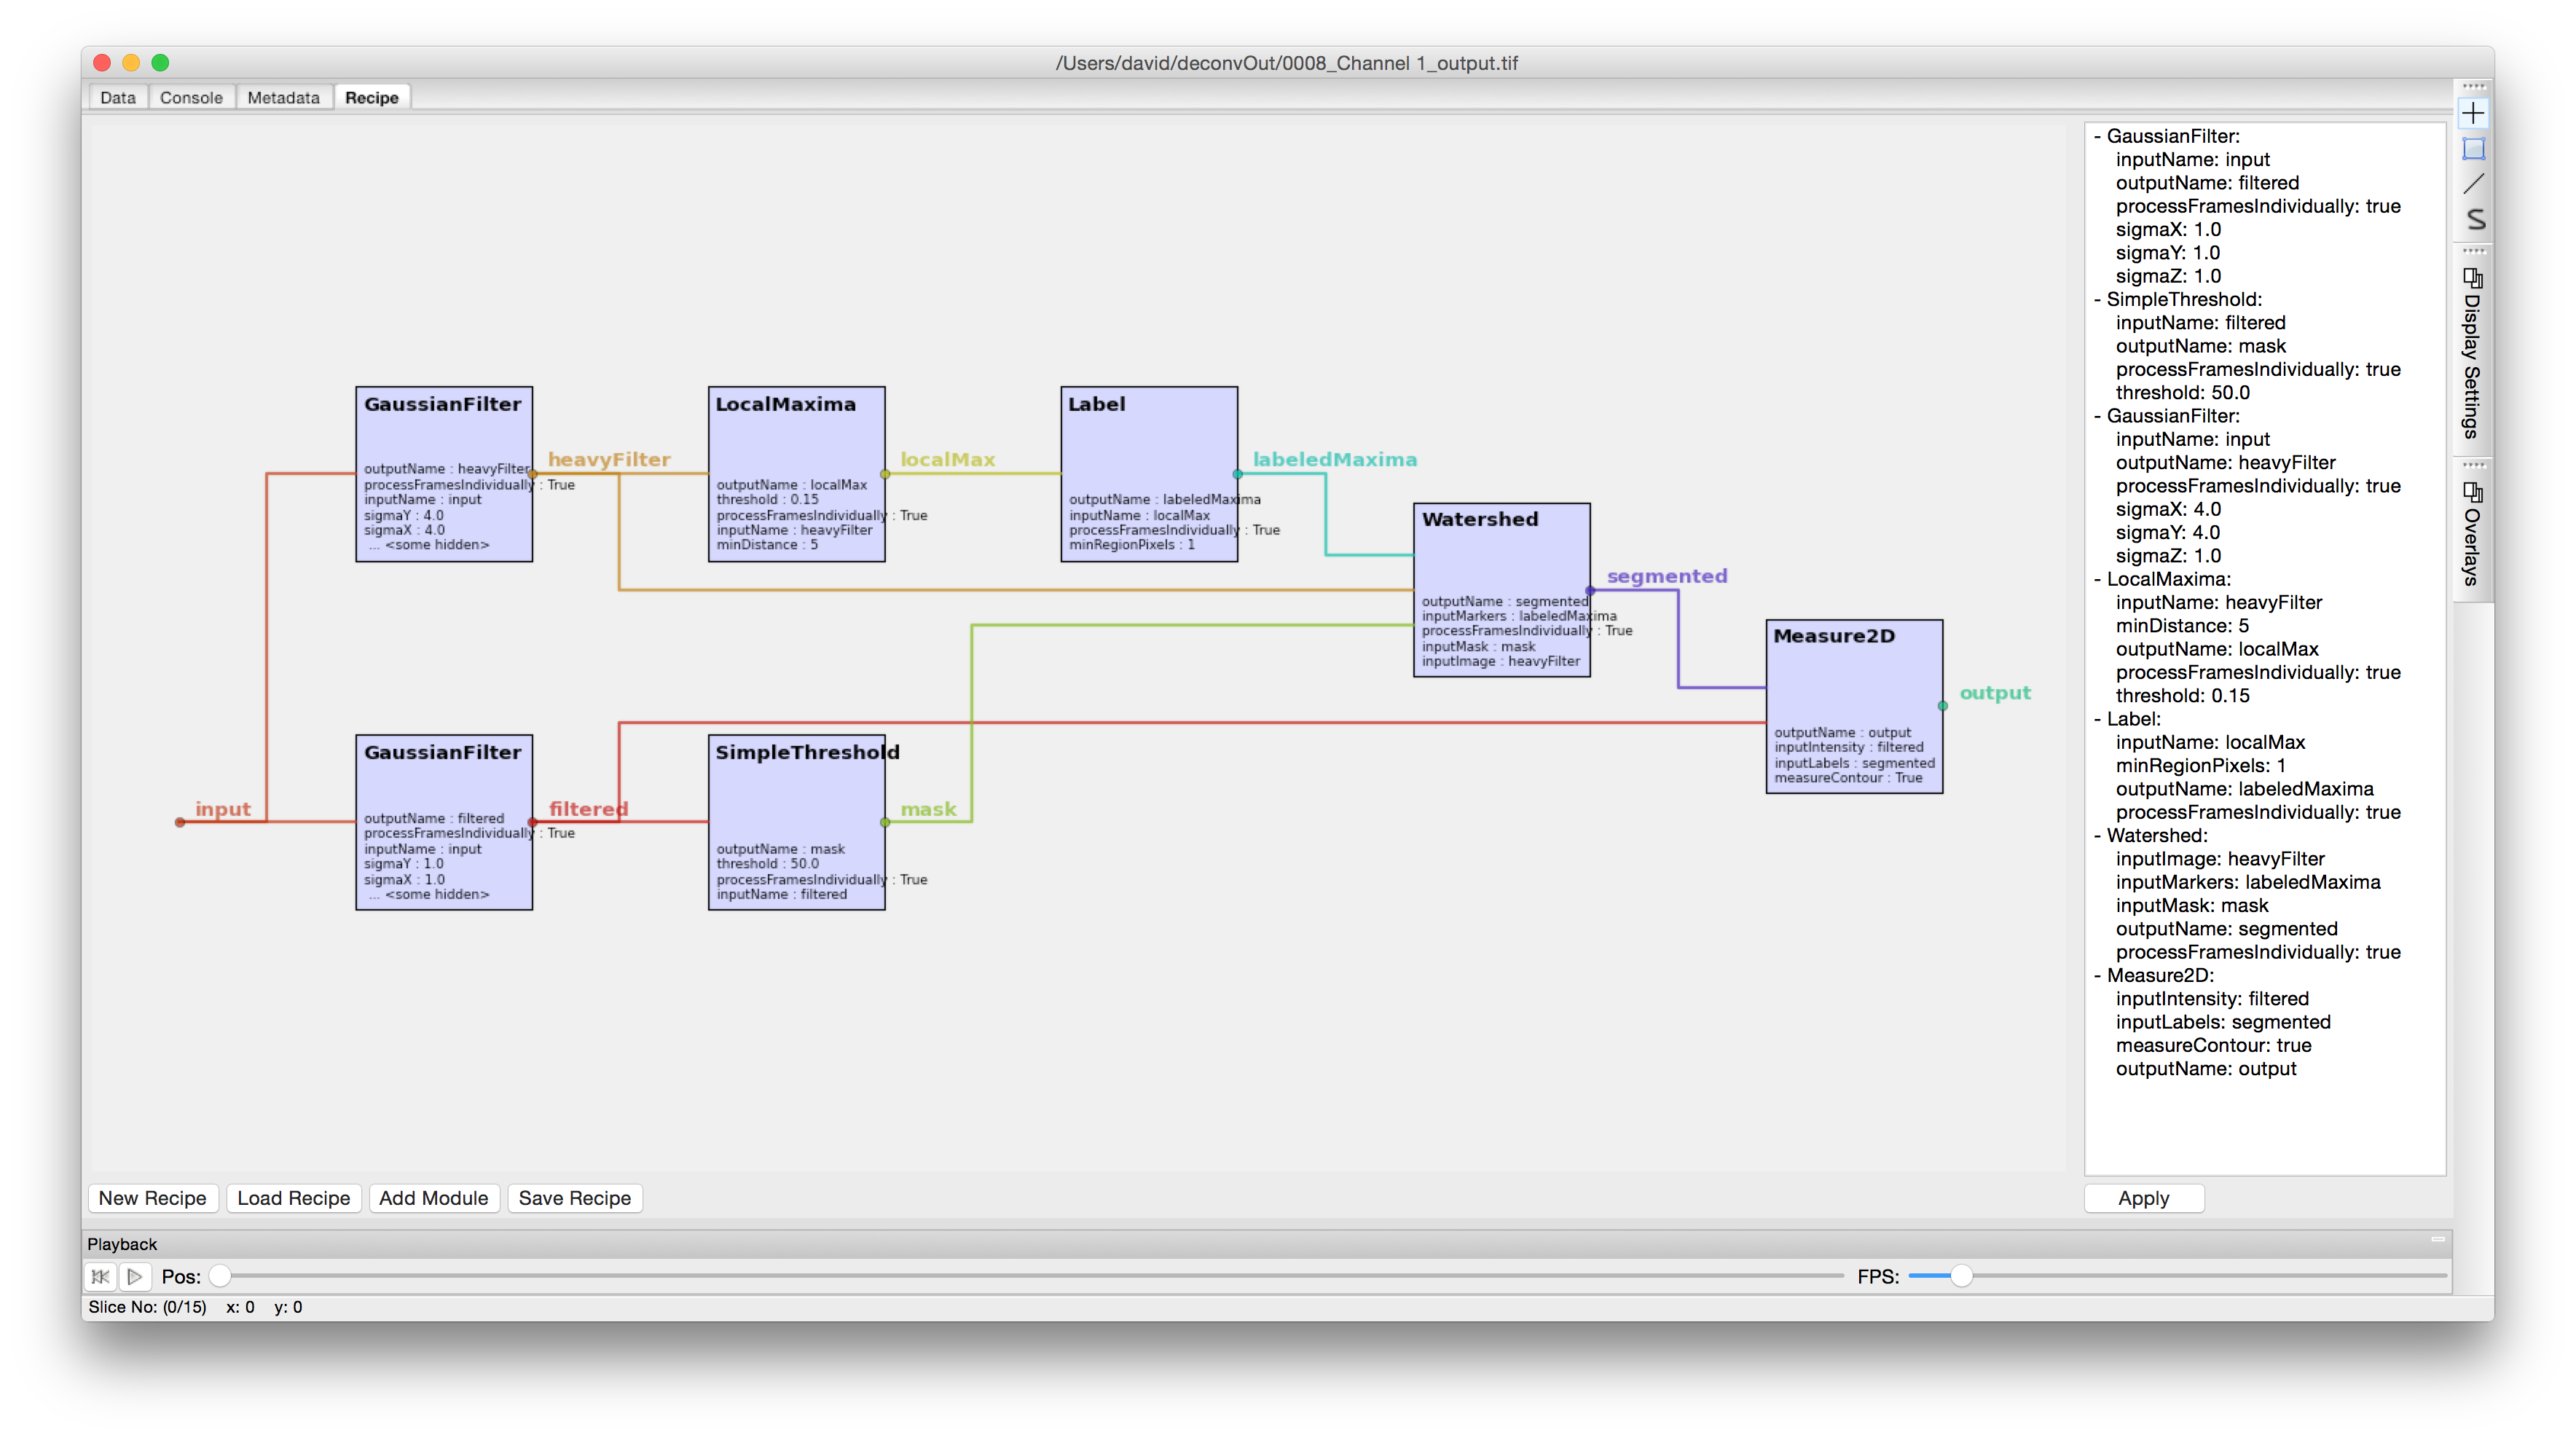 /Users/david/deconvOut/0008_Channel 1_output.tif
Data
Console
Metadata
Recipe
GaussianFilter
outputName : heavyFilter
processFramesIndividually : True
inputName : input
sigmaY : 4.0
sigmaX : 4.0
... <some hidden>
heavyFilter
LocalMaxima
outputName : localMax
threshold : 0.15
processFramesIndividually : True
inputName : heavyFilter
minDistance : 5
localMax
Label
outputName : labeledMaxima
inputName : localMax
processFramesIndividually : True
minRegionPixels : 1
labeledMaxima
Watershed
outputName : segmented
inputMarkers : labeledMaxima
processFramesIndividually : True
inputMask : mask
inputImage : heavyFilter
segmented
Measure2D
outputName : output
inputIntensity : filtered
inputLabels : segmented
measureContour : True
output
input
GaussianFilter
outputName : filtered
processFramesIndividually : True
inputName : input
sigmaY : 1.0
sigmaX : 1.0
... <some hidden>
filtered
SimpleThreshold
outputName : mask
threshold : 50.0
processFramesIndividually : True
inputName : filtered
mask
- GaussianFilter:
inputName: input
outputName: filtered
processFramesIndividually: true
sigmaX: 1.0
sigmaY: 1.0
sigmaZ: 1.0
- SimpleThreshold:
inputName: filtered
outputName: mask
processFramesIndividually: true
threshold: 50.0
- GaussianFilter:
inputName: input
outputName: heavyFilter
processFramesIndividually: true
sigmaX: 4.0
sigmaY: 4.0
sigmaZ: 1.0
- LocalMaxima:
inputName: heavyFilter
minDistance: 5
outputName: localMax
processFramesIndividually: true
threshold: 0.15
- Label:
inputName: localMax
minRegionPixels: 1
outputName: labeledMaxima
processFramesIndividually: true
- Watershed:
inputImage: heavyFilter
inputMarkers: labeledMaxima
inputMask: mask
outputName: segmented
processFramesIndividually: true
- Measure2D:
inputIntensity: filtered
inputLabels: segmented
measureContour: true
outputName: output
Display Settings
Overlays
New Recipe
Load Recipe
Add Module
Save Recipe
Apply
Playback
Pos:
FPS:
Slice No: (0/15) x: 0 y: 0